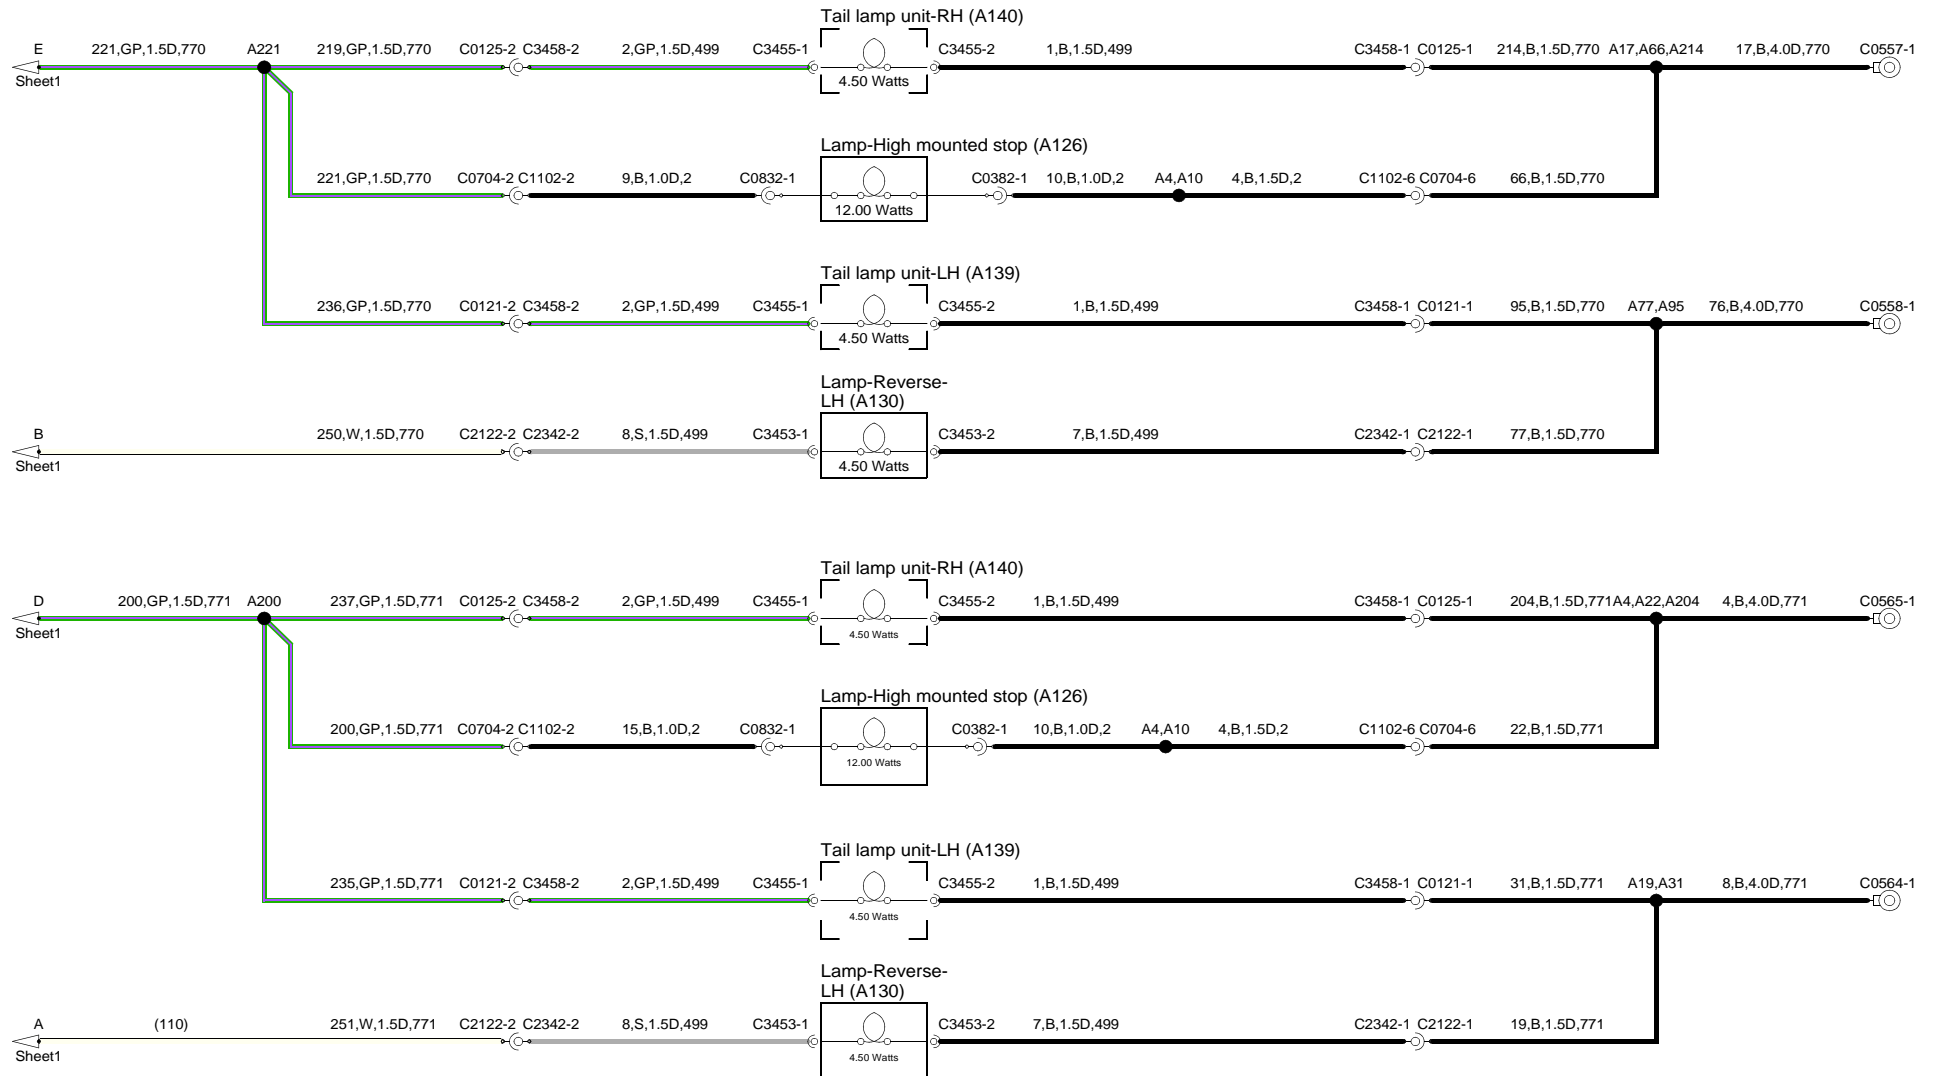 Tail lamp unit-RH (A140)
E 221,GP,1.5D,770 A221 219,GP,1.5D,770 C0125-2 C3458-2 2,GP,1.5D,499 C3455-1 C3455-2 1,B,1.5D,499 C3458-1 C0125-1 214,B,1.5D,770 A17,A66,A214 17,B,4.0D,770 C0557-1
Sheet1 4.50 Watts
Lamp-High mounted stop (A126)
221,GP,1.5D,770 C0704-2 C1102-2 9,B,1.0D,2 C0832-1 C0382-1 10,B,1.0D,2 A4,A10 4,B,1.5D,2 C1102-6 C0704-6 66,B,1.5D,770
12.00 Watts
Tail lamp unit-LH (A139)
236,GP,1.5D,770 C0121-2 C3458-2 2,GP,1.5D,499 C3455-1 C3455-2 1,B,1.5D,499 C3458-1 C0121-1 95,B,1.5D,770 A77,A95 76,B,4.0D,770 C0558-1
4.50 Watts
Lamp-Reverse-
LH (A130)
B 250,W,1.5D,770 C2122-2 C2342-2 8,S,1.5D,499 C3453-1 C3453-2 7,B,1.5D,499 C2342-1 C2122-1 77,B,1.5D,770
Sheet1 4.50 Watts
Tail lamp unit-RH (A140)
D 200,GP,1.5D,771 A200 237,GP,1.5D,771 C0125-2 C3458-2 2,GP,1.5D,499 C3455-1 C3455-2 1,B,1.5D,499 C3458-1 C0125-1 204,B,1.5D,771 A4,A22,A204 4,B,4.0D,771 C0565-1
Sheet1 4.50 Watts
Lamp-High mounted stop (A126)
200,GP,1.5D,771 C0704-2 C1102-2 15,B,1.0D,2 C0832-1 C0382-1 10,B,1.0D,2 A4,A10 4,B,1.5D,2 C1102-6 C0704-6 22,B,1.5D,771
12.00 Watts
Tail lamp unit-LH (A139)
235,GP,1.5D,771 C0121-2 C3458-2 2,GP,1.5D,499 C3455-1 C3455-2 1,B,1.5D,499 C3458-1 C0121-1 31,B,1.5D,771 A19,A31 8,B,4.0D,771 C0564-1
4.50 Watts
Lamp-Reverse-
LH (A130)
A (110) 251,W,1.5D,771 C2122-2 C2342-2 8,S,1.5D,499 C3453-1 C3453-2 7,B,1.5D,499 C2342-1 C2122-1 19,B,1.5D,771
Sheet1 4.50 Watts